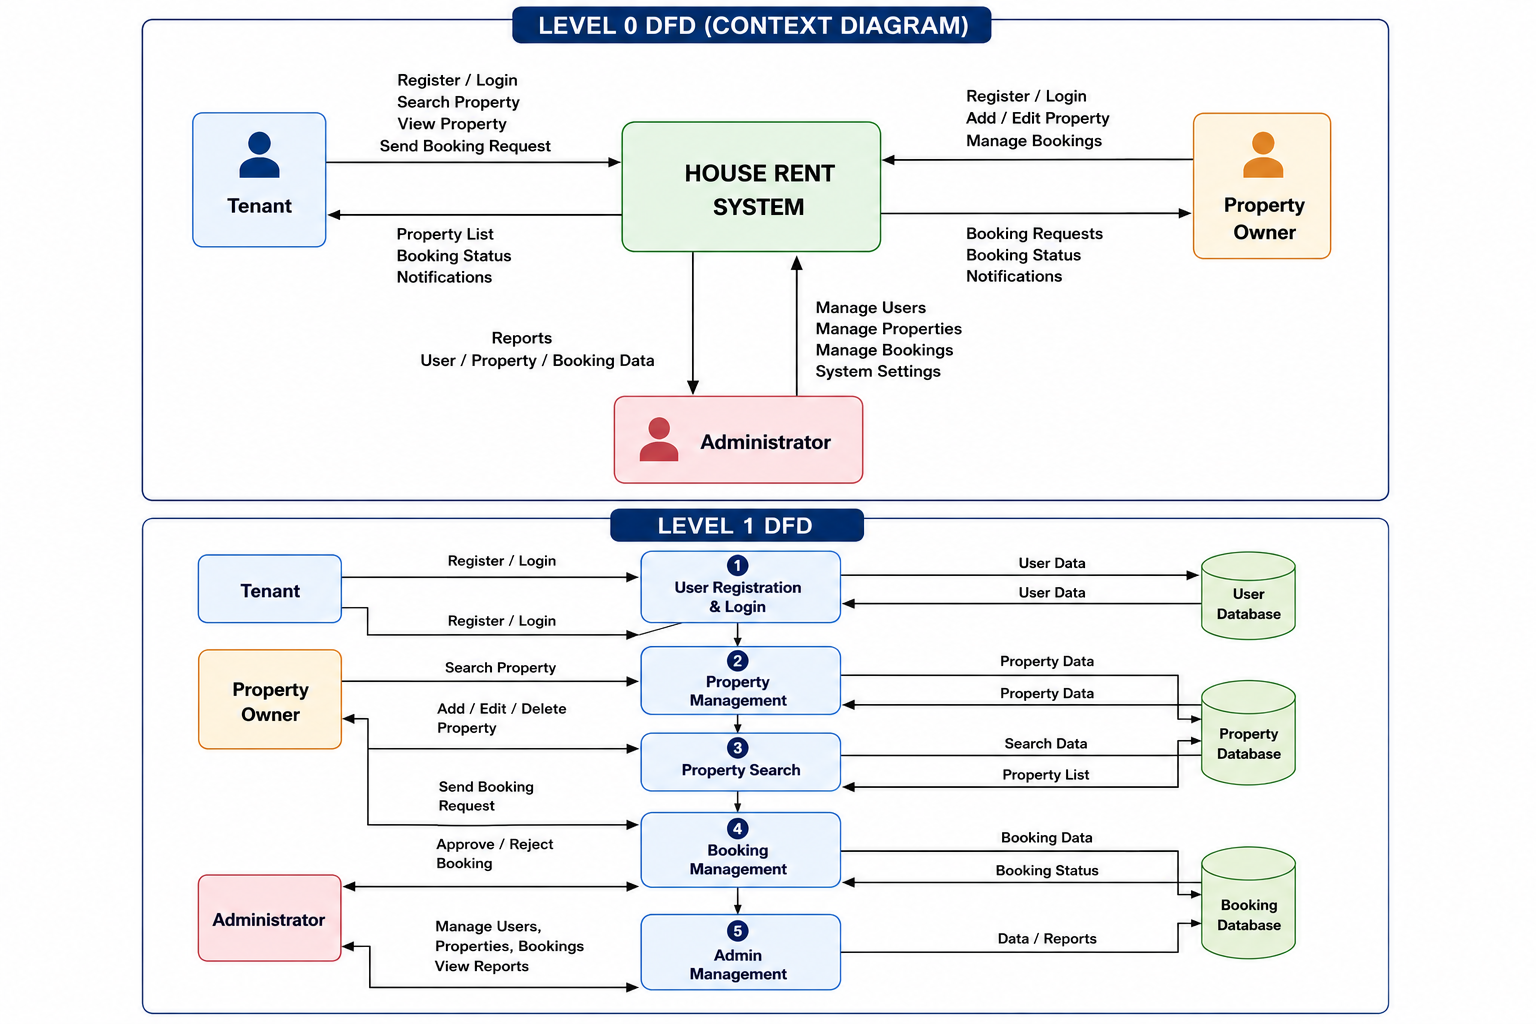 LEVEL 0 DFD (CONTEXT DIAGRAM)
Register / Login
Search Property
View Property
Send Booking Request
Register / Login
Add / Edit Property
Manage Bookings
Tenant
HOUSE RENT
SYSTEM
Property
Owner
Property List
Booking Status
Notifications
Booking Requests
Booking Status
Notifications
Reports
User / Property / Booking Data
Manage Users
Manage Properties
Manage Bookings
System Settings
Administrator
LEVEL 1 DFD
Tenant
Register / Login
Register / Login
1
User Registration
& Login
User Data
User Data
User
Database
Property
Owner
Search Property
Add / Edit / Delete
Property
Send Booking
Request
2
Property
Management
Property Data
Property Data
3
Property Search
Search Data
Property List
Property
Database
Approve / Reject
Booking
4
Booking
Management
Booking Data
Booking Status
Booking
Database
Administrator
Manage Users,
Properties, Bookings
View Reports
5
Admin
Management
Data / Reports